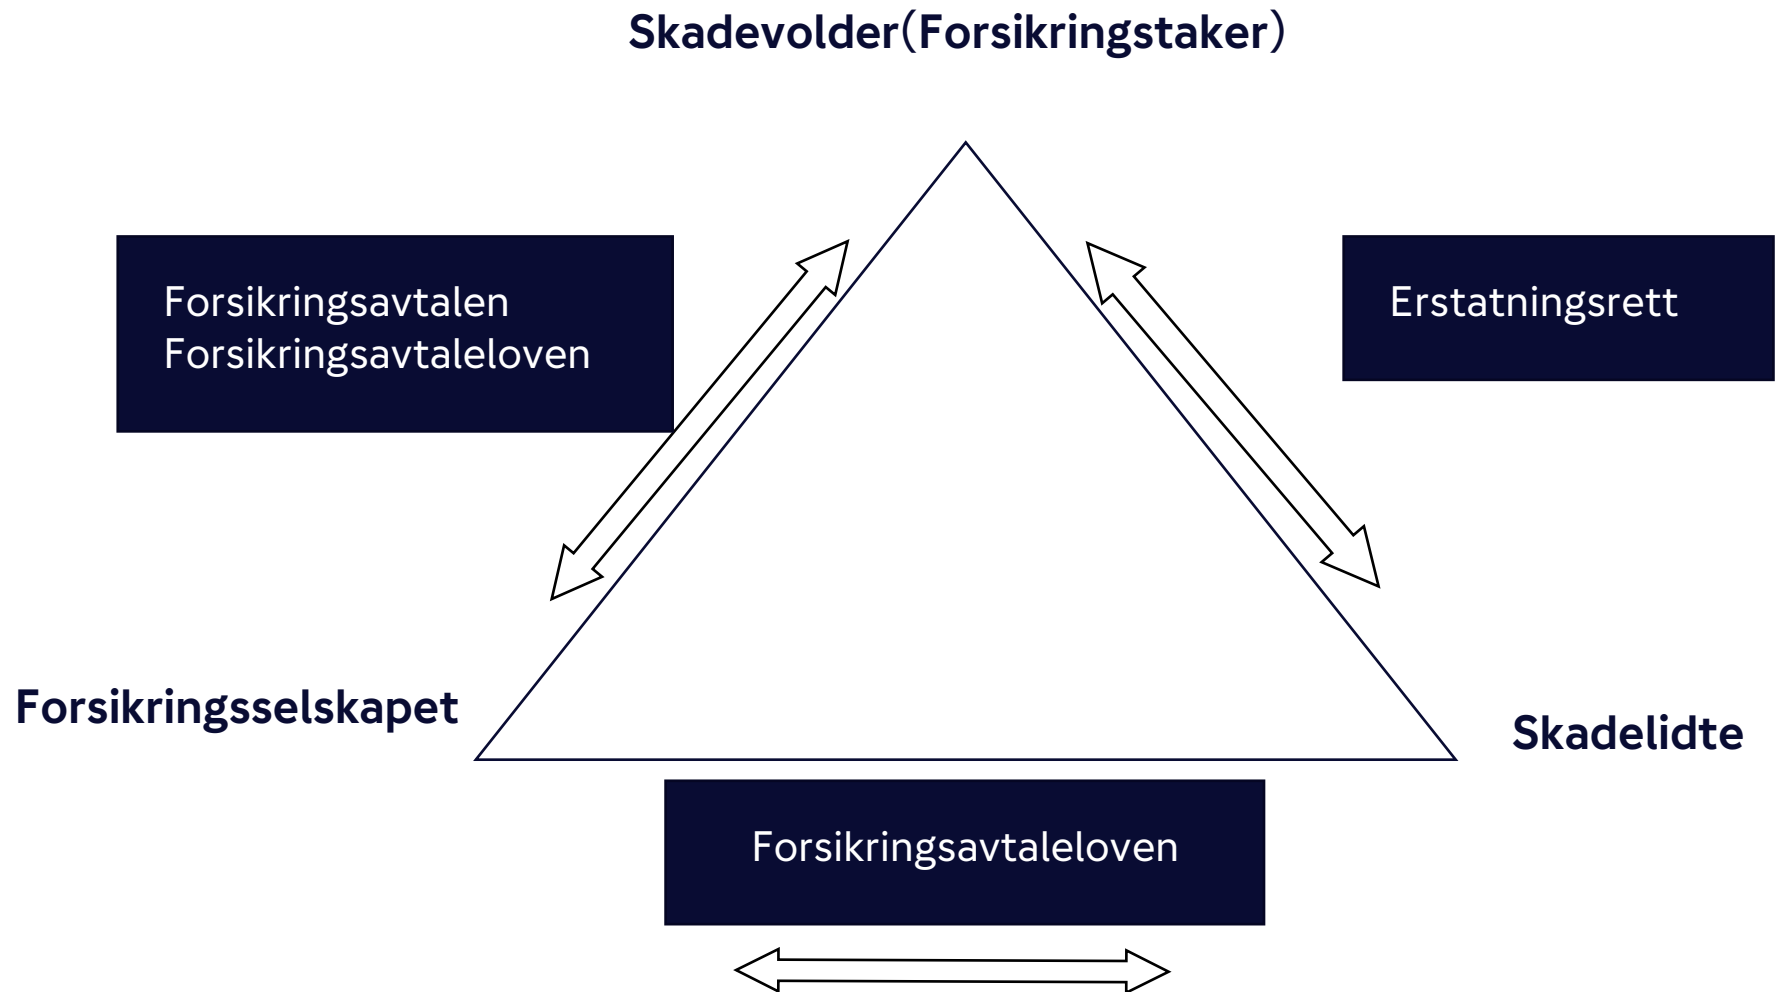 Skadevolder(Forsikringstaker)
Forsikringsavtalen
Forsikringsavtaleloven
Erstatningsrett
Forsikringsselskapet
Skadelidte
Forsikringsavtaleloven